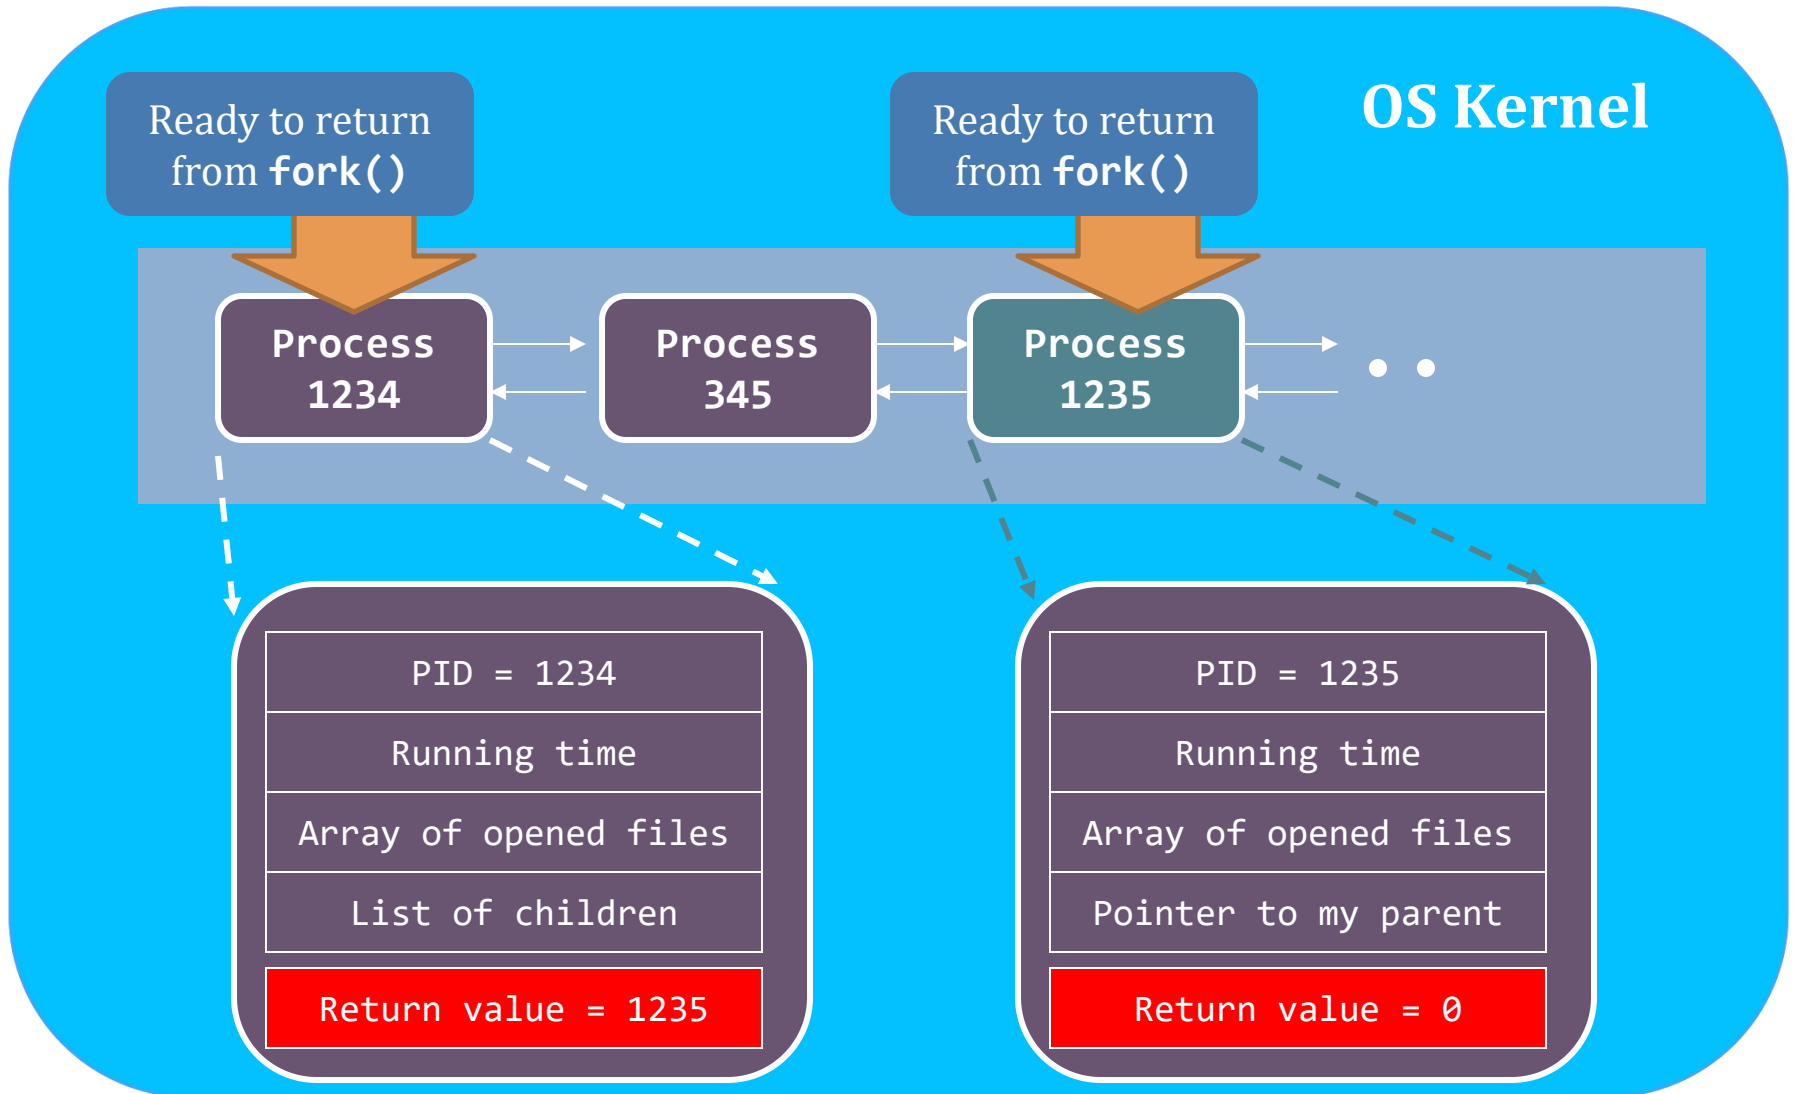 OS Kernel
Ready to return
from fork()
Ready to return
from fork()
Process
1234
Process
345
Process
1235
PID = 1234
Running time
Array of opened files
List of children
Return value = 1235
PID = 1235
Running time
Array of opened files
Pointer to my parent
Return value = 0